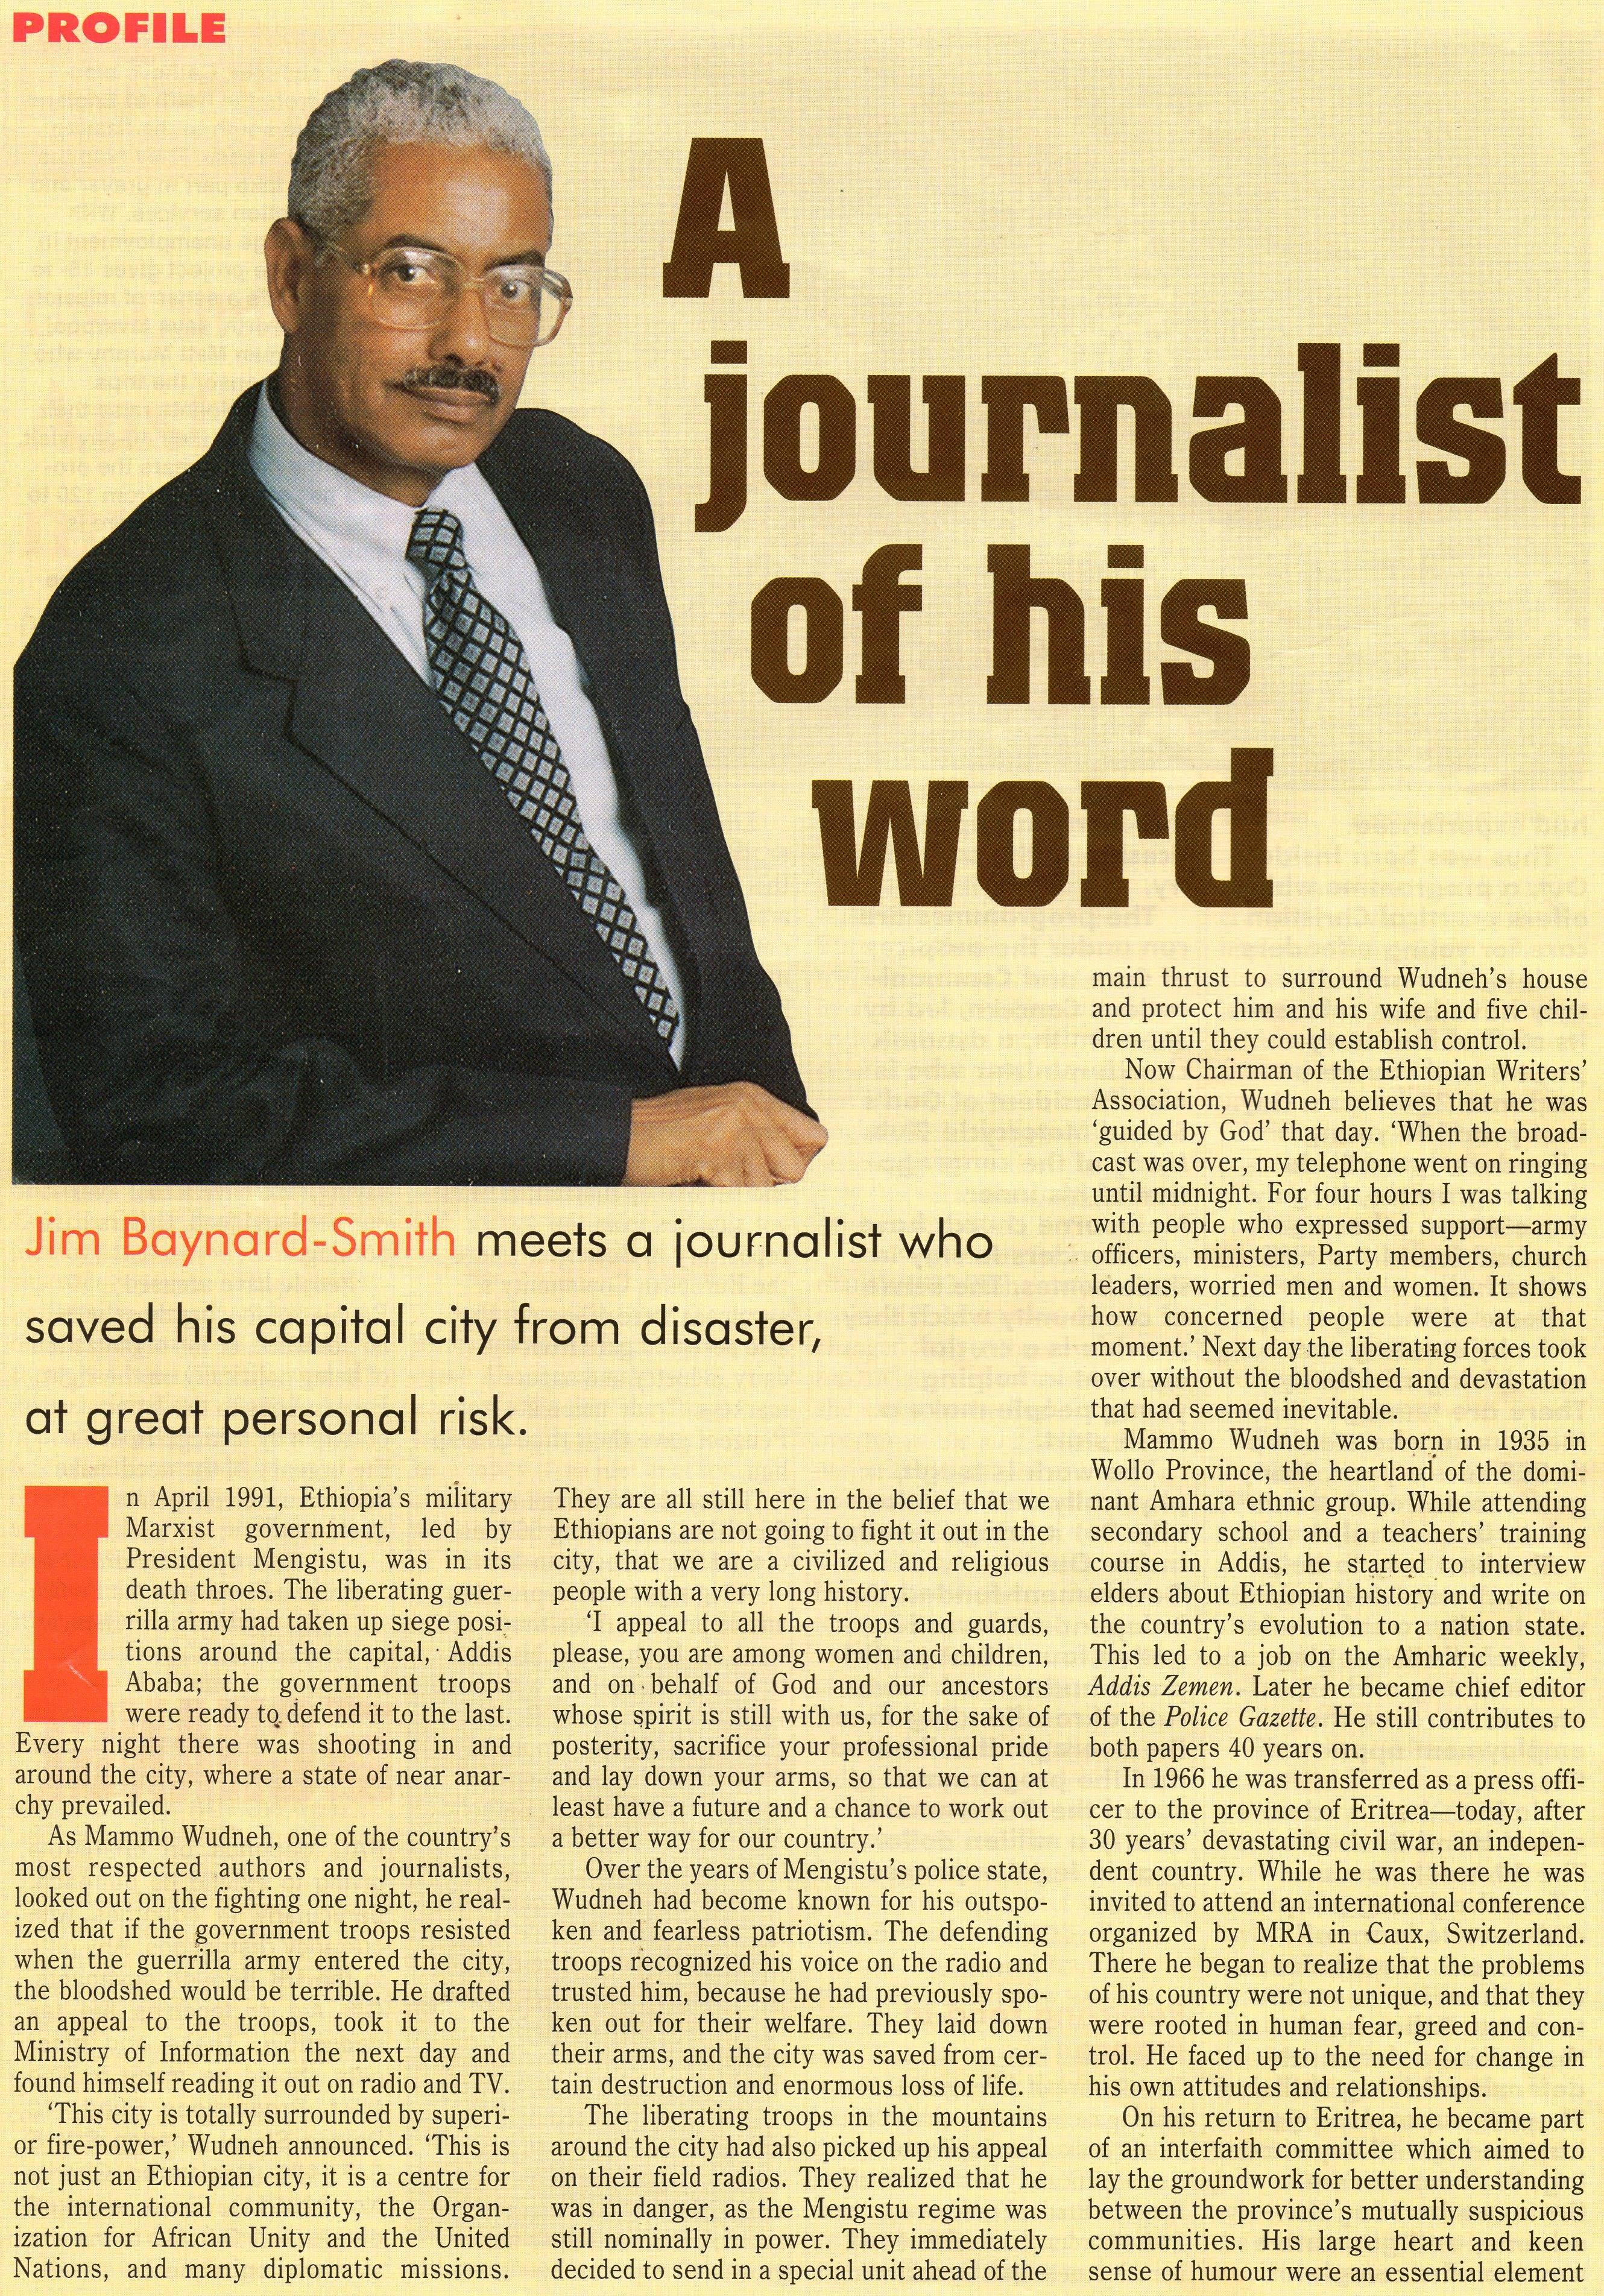 PROFILE
A
journalist
of his
word
Jim Baynard-Smith meets a journalist who
saved his capital city from disaster,
at great personal risk.
In April 1991, Ethiopia's military
Marxist government, led by
President Mengistu, was in its
death throes. The liberating guer-
rilla army had taken up siege posi-
tions around the capital, Addis
Ababa; the government troops
were ready to defend it to the last.
Every night there was shooting in and
around the city, where a state of near anar-
chy prevailed.
As Mammo Wudneh, one of the country's
most respected authors and journalists,
looked out on the fighting one night, he real-
ized that if the government troops resisted
when the guerrilla army entered the city,
the bloodshed would be terrible. He drafted
an appeal to the troops, took it to the
Ministry of Information the next day and
found himself reading it out on radio and TV.
'This city is totally surrounded by superi-
or fire-power,' Wudneh announced. 'This is
not just an Ethiopian city, it is a centre for
the international community, the Organ-
ization for African Unity and the United
Nations, and many diplomatic missions.
They are all still here in the belief that we
Ethiopians are not going to fight it out in the
city, that we are a civilized and religious
people with a very long history.
'I appeal to all the troops and guards,
please, you are among women and children,
and on behalf of God and our ancestors
whose spirit is still with us, for the sake of
posterity, sacrifice your professional pride
and lay down your arms, so that we can at
least have a future and a chance to work out
a better way for our country.'
Over the years of Mengistu's police state,
Wudneh had become known for his outspo-
ken and fearless patriotism. The defending
troops recognized his voice on the radio and
trusted him, because he had previously spo-
ken out for their welfare. They laid down
their arms, and the city was saved from cer-
tain destruction and enormous loss of life.
The liberating troops in the mountains
around the city had also picked up his appeal
on their field radios. They realized that he
was in danger, as the Mengistu regime was
still nominally in power. They immediately
decided to send in a special unit ahead of the
main thrust to surround Wudneh's house
and protect him and his wife and five chil-
dren until they could establish control.
Now Chairman of the Ethiopian Writers'
Association, Wudneh believes that he was
'guided by God' that day. 'When the broad-
cast was over, my telephone went on ringing
until midnight. For four hours I was talking
with people who expressed support—army
officers, ministers, Party members, church
leaders, worried men and women. It shows
how concerned people were at that
moment.' Next day the liberating forces took
over without the bloodshed and devastation
that had seemed inevitable.
Mammo Wudneh was born in 1935 in
Wollo Province, the heartland of the domi-
nant Amhara ethnic group. While attending
secondary school and a teachers' training
course in Addis, he started to interview
elders about Ethiopian history and write on
the country's evolution to a nation state.
This led to a job on the Amharic weekly,
Addis Zemen. Later he became chief editor
of the Police Gazette. He still contributes to
both papers 40 years on.
In 1966 he was transferred as a press offi-
cer to the province of Eritrea—today, after
30 years' devastating civil war, an indepen-
dent country. While he was there he was
invited to attend an international conference
organized by MRA in Caux, Switzerland.
There he began to realize that the problems
of his country were not unique, and that they
were rooted in human fear, greed and con-
trol. He faced up to the need for change in
his own attitudes and relationships.
On his return to Eritrea, he became part
of an interfaith committee which aimed to
lay the groundwork for better understanding
between the province's mutually suspicious
communities. His large heart and keen
sense of humour were an essential element